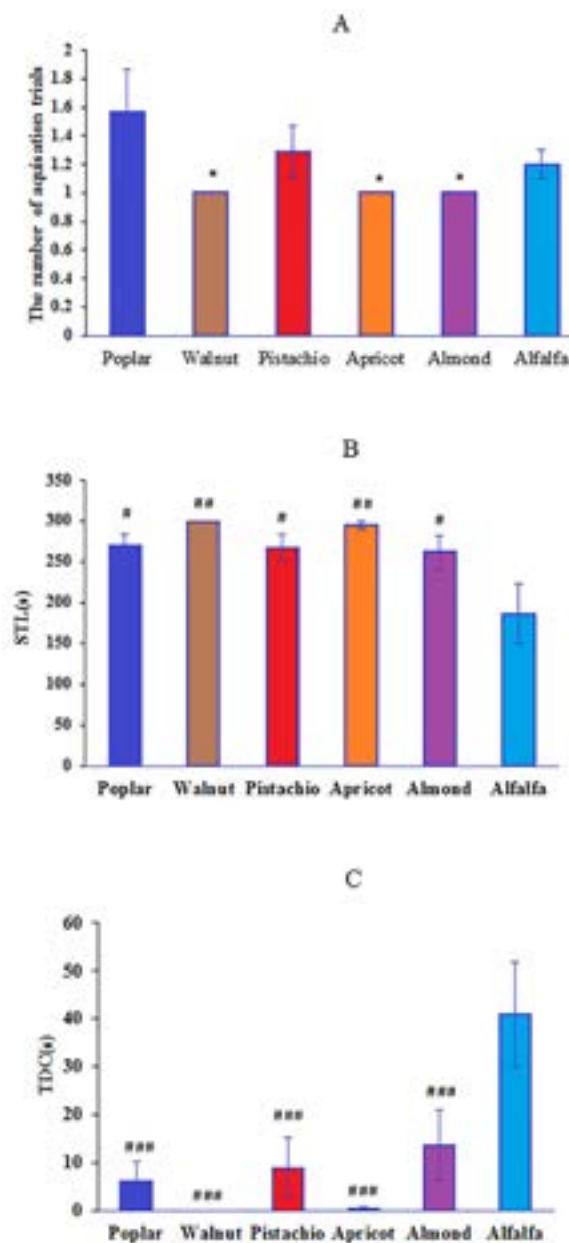 A
The number of aquisation trials
2
1.8
1.6
1.4
1.2
1
0.8
0.6
0.4
0.2
0
* * *
Poplar Walnut Pistachio Apricot Almond Alfalfa
B
STL(s)
350
300
250
200
150
100
50
0
# ## # ## #
Poplar Walnut Pistachio Apricot Almond Alfalfa
C
TDC(s)
60
50
40
30
20
10
0
### ### ### ### ###
Poplar Walnut Pistachio Apricot Almond Alfalfa